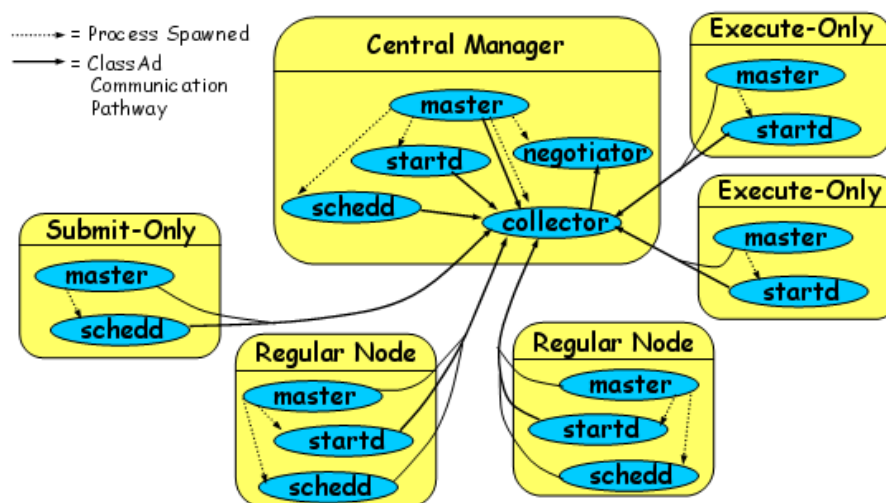 = Process Spawned
= ClassAd
Communication
Pathway
Central Manager
master
startd
negotiator
schedd
collector
Execute-Only
master
startd
Execute-Only
master
startd
Submit-Only
master
schedd
Regular Node
master
startd
schedd
Regular Node
master
startd
schedd